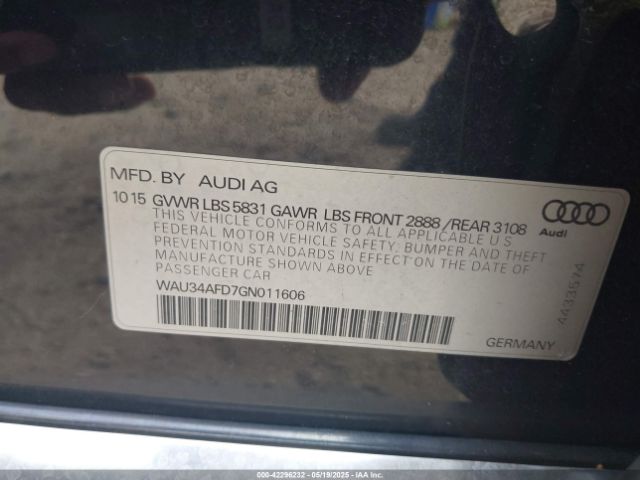 MFD. BY AUDI AG
10 15 GVWR LBS 5831 GAWR LBS FRONT 2888 / REAR 3108
THIS VEHICLE CONFORMS TO ALL APPLICABLE U S
FEDERAL MOTOR VEHICLE SAFETY, BUMPER AND THEFT
PREVENTION STANDARDS IN EFFECT ON THE DATE OF
MANUFACTURE SHOWN ABOVE
PASSENGER CAR
WAU34AFD7GN011606
Audi
4433574
GERMANY
000-42296232 - 05/19/2025 - IAAI.COM